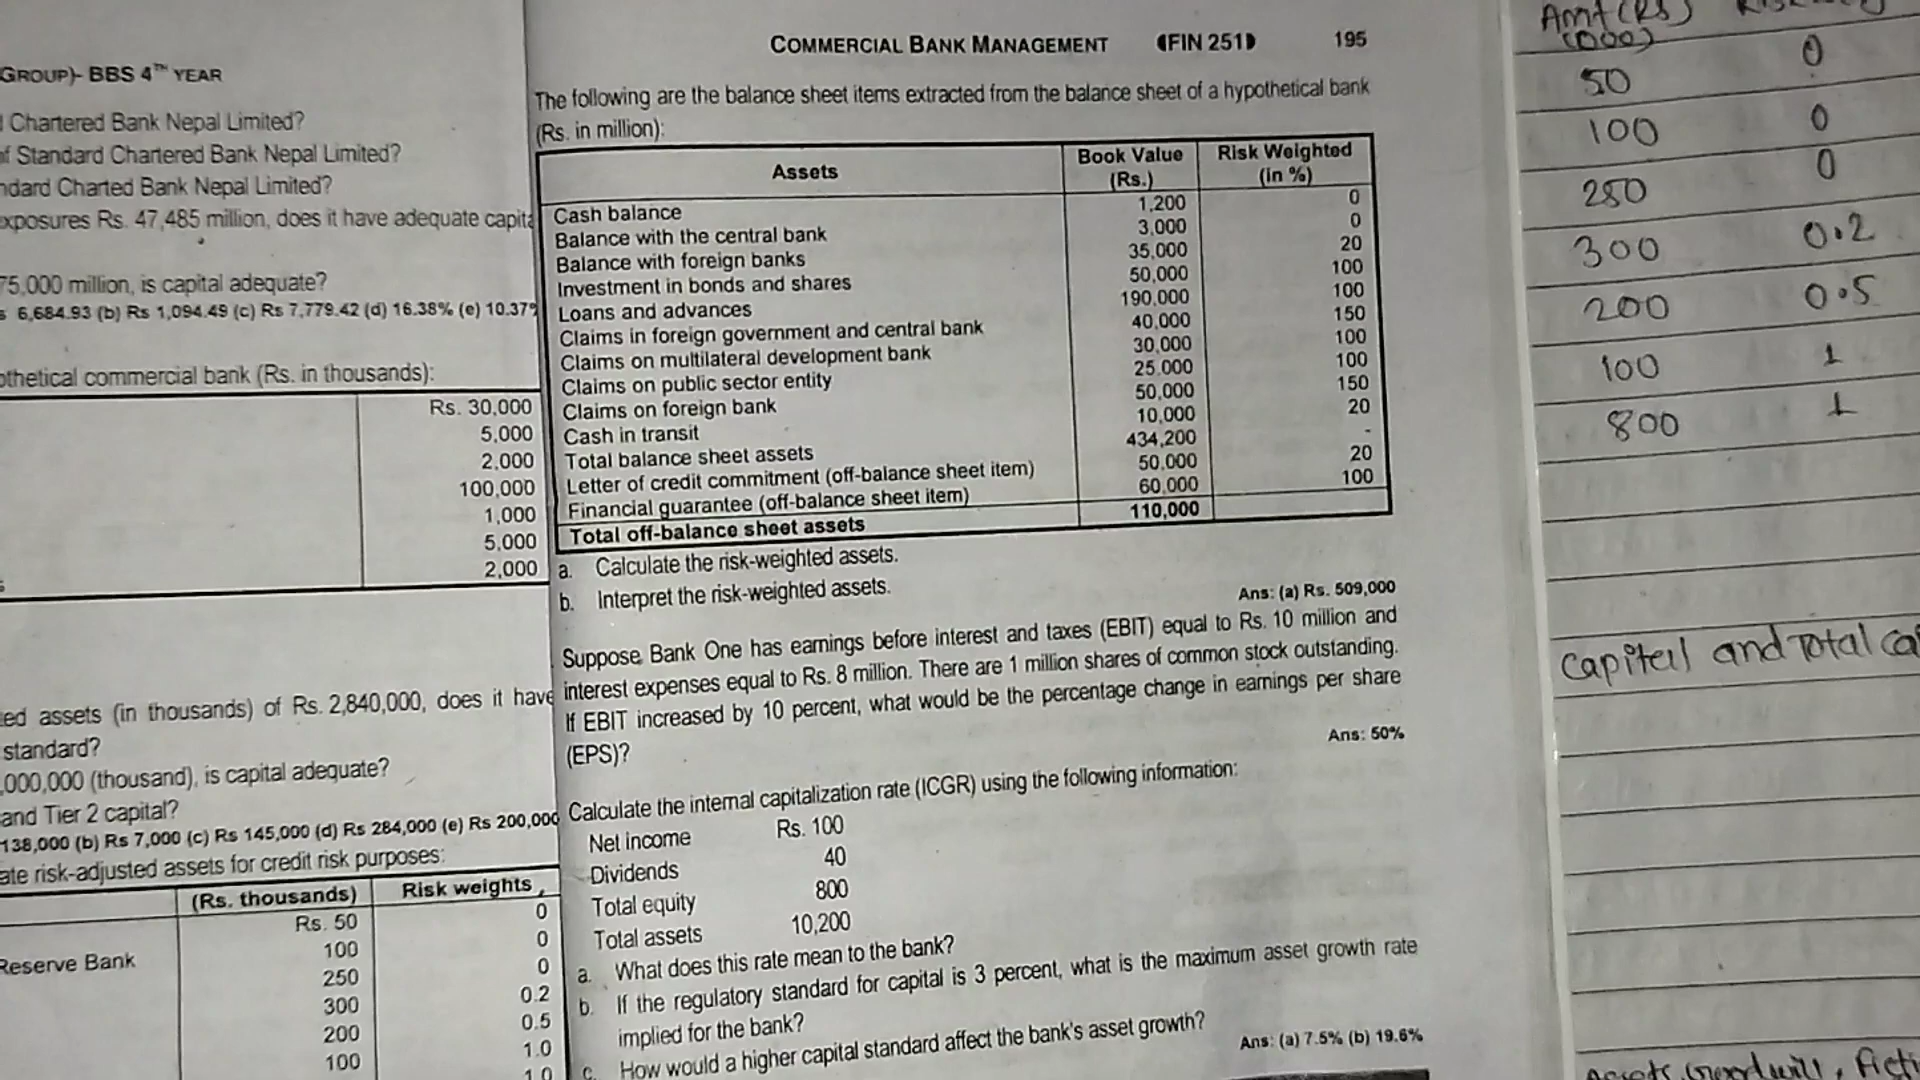 GROUP)- BBS 4TH YEAR
Chartered Bank Nepal Limited?
of Standard Chartered Bank Nepal Limited?
Charted Bank Nepal Limited?
exposures Rs. 47,485 million, does it have adequate
75,000 million, is capital adequate?
6,684.93 (b) Rs 1,094.49 (c) Rs 7,779.42 (d) 16.38% (e) 10.37%
commercial bank (Rs. in thousands):
Rs. 30,000
5,000
2,000
100,000
1,000
5,000
2,000
assets (in thousands) of Rs. 2,840,000, does it have
standard?
,000,000 (thousand), is capital adequate?
and Tier 2 capital?
138,000 (b) Rs 7,000 (c) Rs 145,000 (d) Rs 284,000 (e) Rs 200,000
risk-adjusted assets for credit risk purposes:
(Rs. thousands) Risk weights
Rs. 50 0
100 0
Reserve Bank 250 0
300 0.2
200 0.5
100 1.0
1.0
COMMERCIAL BANK MANAGEMENT (FIN 251) 195
The following are the balance sheet items extracted from the balance sheet of a hypothetical bank
(Rs. in million):
Assets Book Value (Rs.) Risk Weighted (in %)
Cash balance 1,200 0
Balance with the central bank 3,000 0
Balance with foreign banks 35,000 20
Investment in bonds and shares 50,000 100
Loans and advances 190,000 100
Claims in foreign government and central bank 40,000 150
Claims on multilateral development bank 30,000 100
Claims on public sector entity 25,000 100
Claims on foreign bank 50,000 150
Cash in transit 10,000 20
Total balance sheet assets 434,200 -
Letter of credit commitment (off-balance sheet item) 50,000 20
Financial guarantee (off-balance sheet item) 60,000 100
Total off-balance sheet assets 110,000
a. Calculate the risk-weighted assets.
b. Interpret the risk-weighted assets.
Ans: (a) Rs. 509,000
Suppose Bank One has earnings before interest and taxes (EBIT) equal to Rs. 10 million and
interest expenses equal to Rs. 8 million. There are 1 million shares of common stock outstanding.
If EBIT increased by 10 percent, what would be the percentage change in earnings per share
(EPS)?
Ans: 50%
Calculate the internal capitalization rate (ICGR) using the following information:
Net income Rs. 100
Dividends 40
Total equity 800
Total assets 10,200
a. What does this rate mean to the bank?
b. If the regulatory standard for capital is 3 percent, what is the maximum asset growth rate
implied for the bank?
c. How would a higher capital standard affect the bank's asset growth?
Ans: (a) 7.5% (b) 19.6%
Amt (Rs)
(000)
50 0
100 0
250 0
300 0.2
200 0.5
100 1
800 1
Capital and Total
Goodwill,